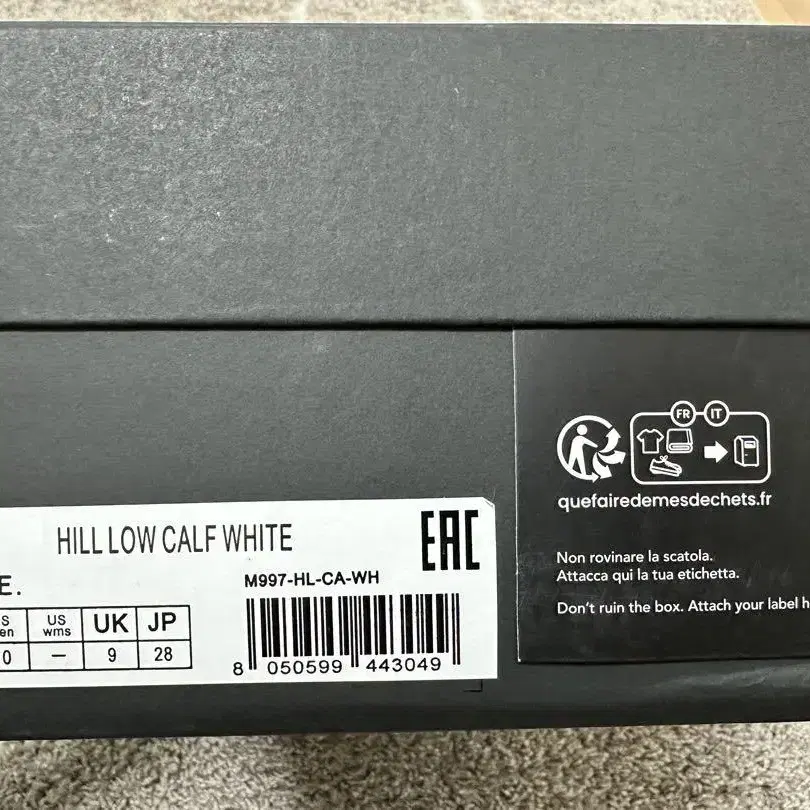 FR IT
quefairedemesdechets.fr
HILL LOW CALF WHITE
EAC
M997-HL-CA-WH
E.
S US UK JP
en wms
0 – 9 28
8 050599 443049
Non rovinare la scatola.
Attacca qui la tua etichetta.
Don't ruin the box. Attach your label h